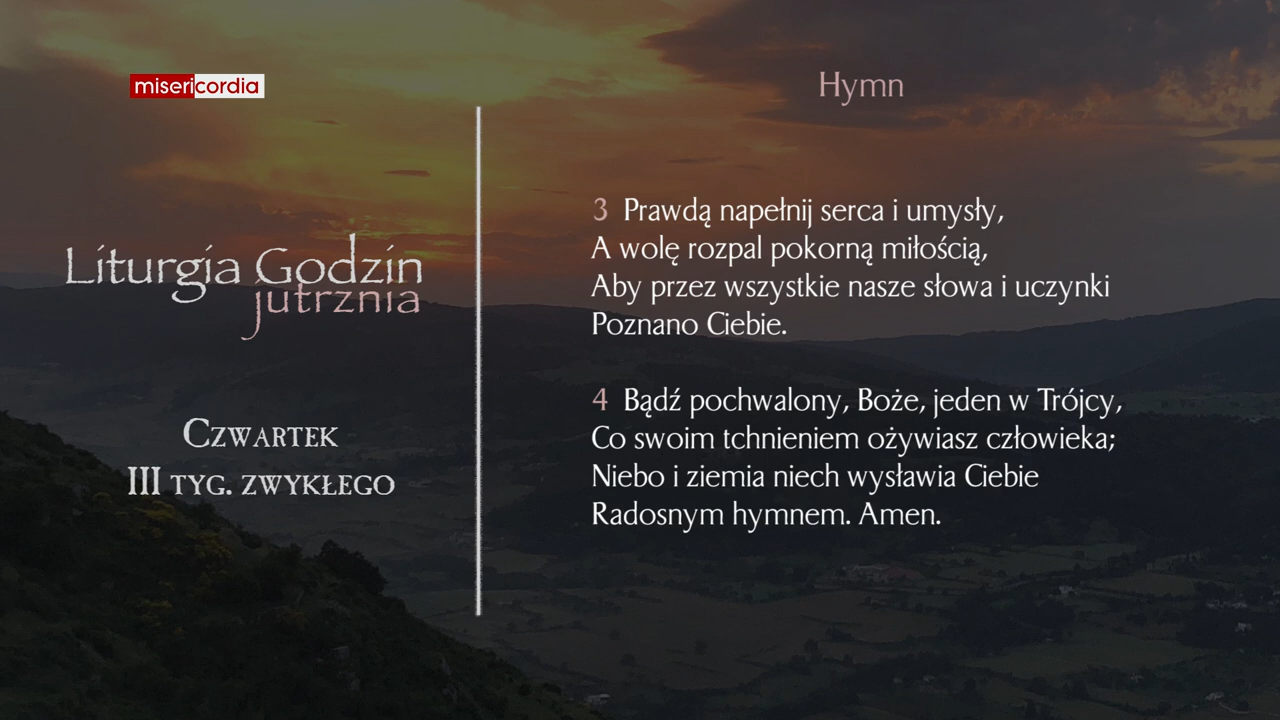 misericordia
Liturgia Godzin
jutrznia
Czwartek
III tyg. zwykłego
Hymn
3 Prawdą napełnij serca i umysły,
A wolę rozpal pokorną miłością,
Aby przez wszystkie nasze słowa i uczynki
Poznano Ciebie.
4 Bądź pochwalony, Boże, jeden w Trójcy,
Co swoim tchnieniem ożywiasz człowieka;
Niebo i ziemia niech wysławia Ciebie
Radosnym hymnem. Amen.